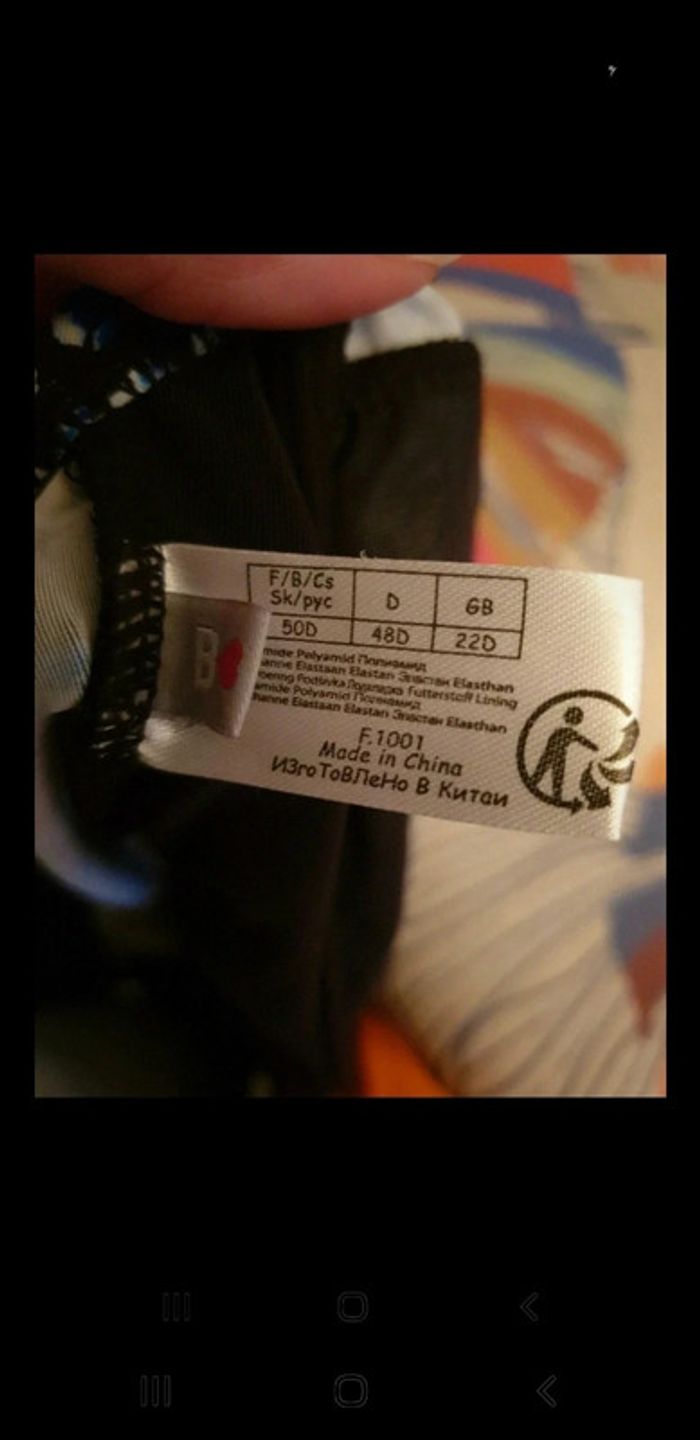 F/B/Cs
Sk/рус
D
GB
50D
48D
22D
Polyamid Полиамид
Elastaan Elastan Эластан Elasthan
Podšívka Подкладка Futterstoff Lining
Polyamid Полиамид
Elastaan Elastan Эластан Elasthan
F.1001
Made in China
ИЗгоТоВЛеНо В Китаи
B